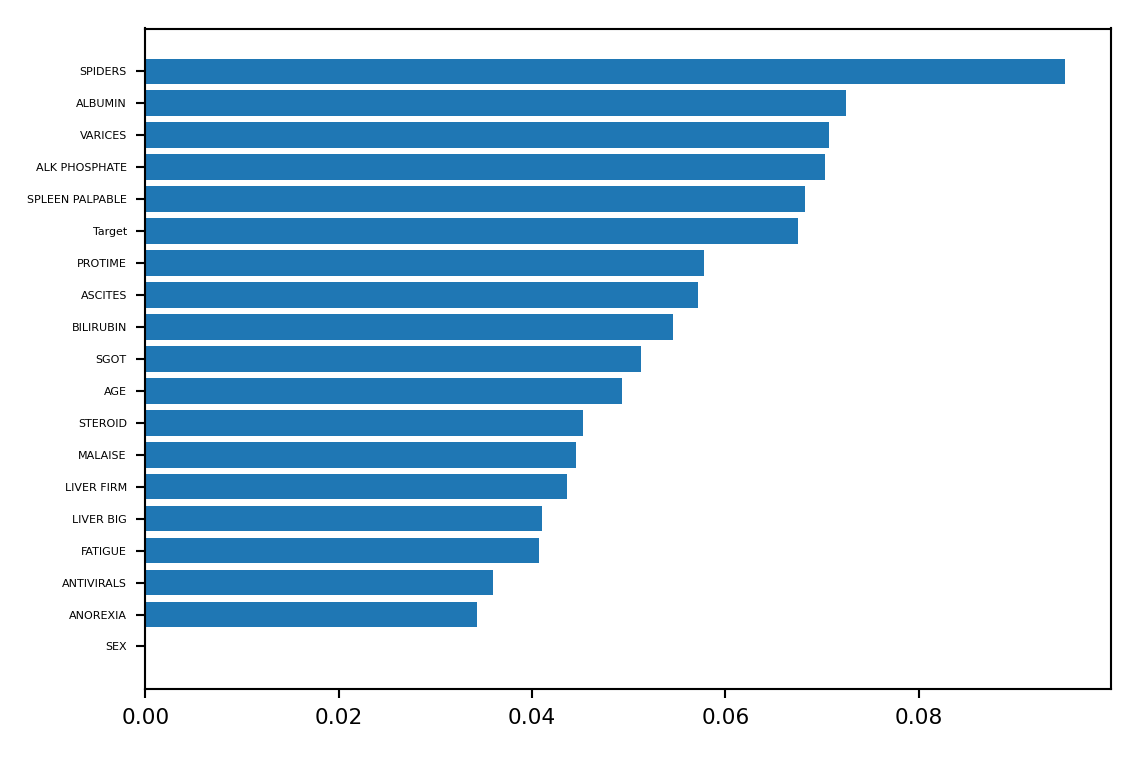 SPIDERS
ALBUMIN
VARICES
ALK PHOSPHATE
SPLEEN PALPABLE
Target
PROTIME
ASCITES
BILIRUBIN
SGOT
AGE
STEROID
MALAISE
LIVER FIRM
LIVER BIG
FATIGUE
ANTIVIRALS
ANOREXIA
SEX
0.00 0.02 0.04 0.06 0.08